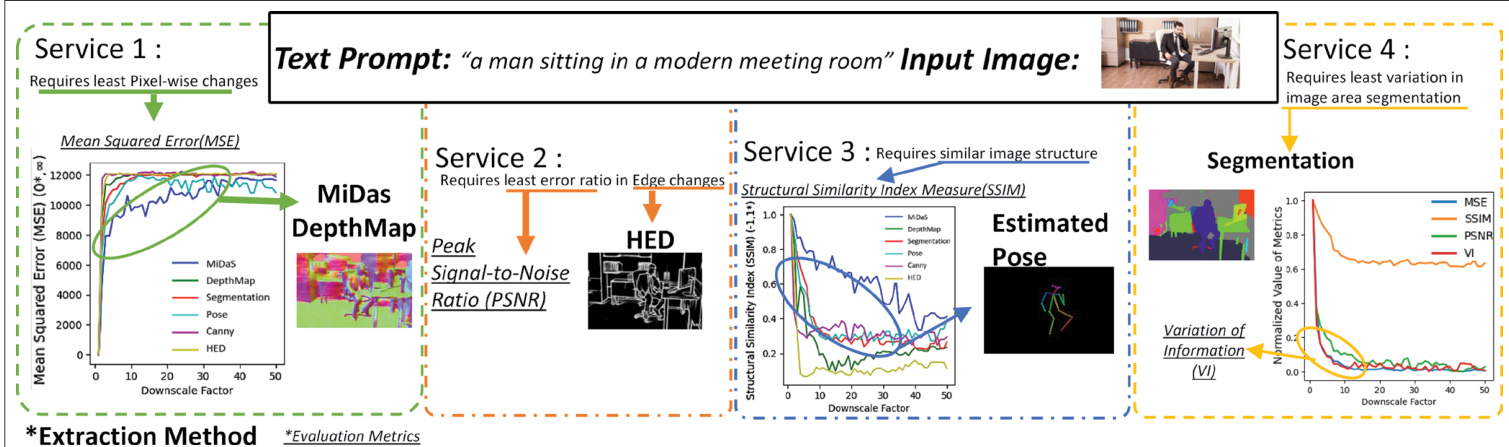 Text Prompt: “a man sitting in a modern meeting room” Input Image:
Service 1 :
Requires least Pixel-wise changes
Mean Squared Error(MSE)
Mean Squared Error (MSE) (0*_∞)
12000
10000
8000
6000
4000
2000
0
MiDaS
DepthMap
Segmentation
Pose
Canny
HED
0 10 20 30 40 50
Downscale Factor
MiDas
DepthMap
Service 2 :
Requires least error ratio in Edge changes
Peak
Signal-to-Noise
Ratio (PSNR)
HED
Service 3 : Requires similar image structure
Structural Similarity Index Measure(SSIM)
Structural Similarity Index (SSIM) (-1,1*)
1.0
0.8
0.6
0.4
0.2
MiDaS
DepthMap
Segmentation
Pose
Canny
HED
0 10 20 30 40 50
Downscale Factor
Estimated
Pose
Service 4 :
Requires least variation in
image area segmentation
Segmentation
Variation of
Information
(VI)
Normalized Value of Metrics
1.0
0.8
0.6
0.4
0.2
0.0
MSE
SSIM
PSNR
VI
0 10 20 30 40 50
Downscale Factor
*Extraction Method
*Evaluation Metrics